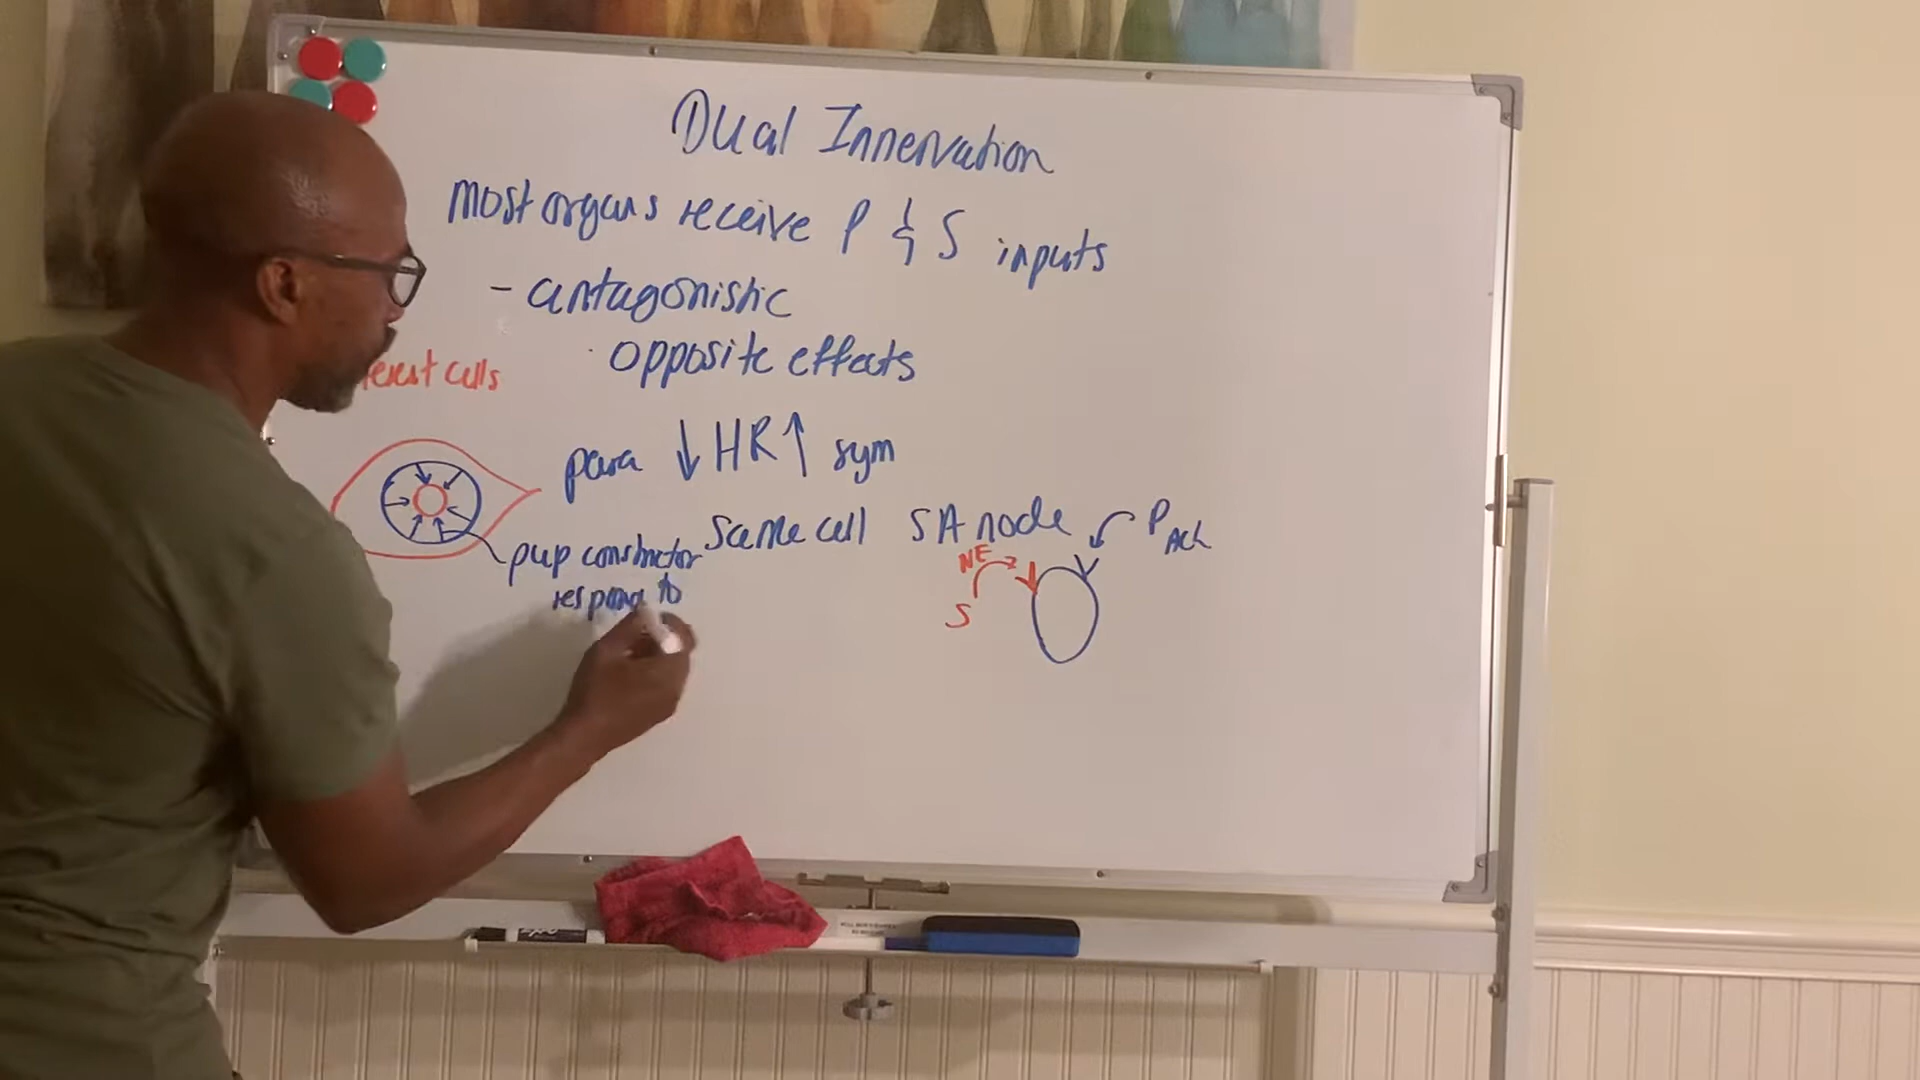 Dual Innervation
most organs receive P & S inputs
- antagonistic
· opposite effects
ferent cells
para ↓ HR ↑ sym
same cell SA node
P ACh
NE
S
pup constrictor
respond to